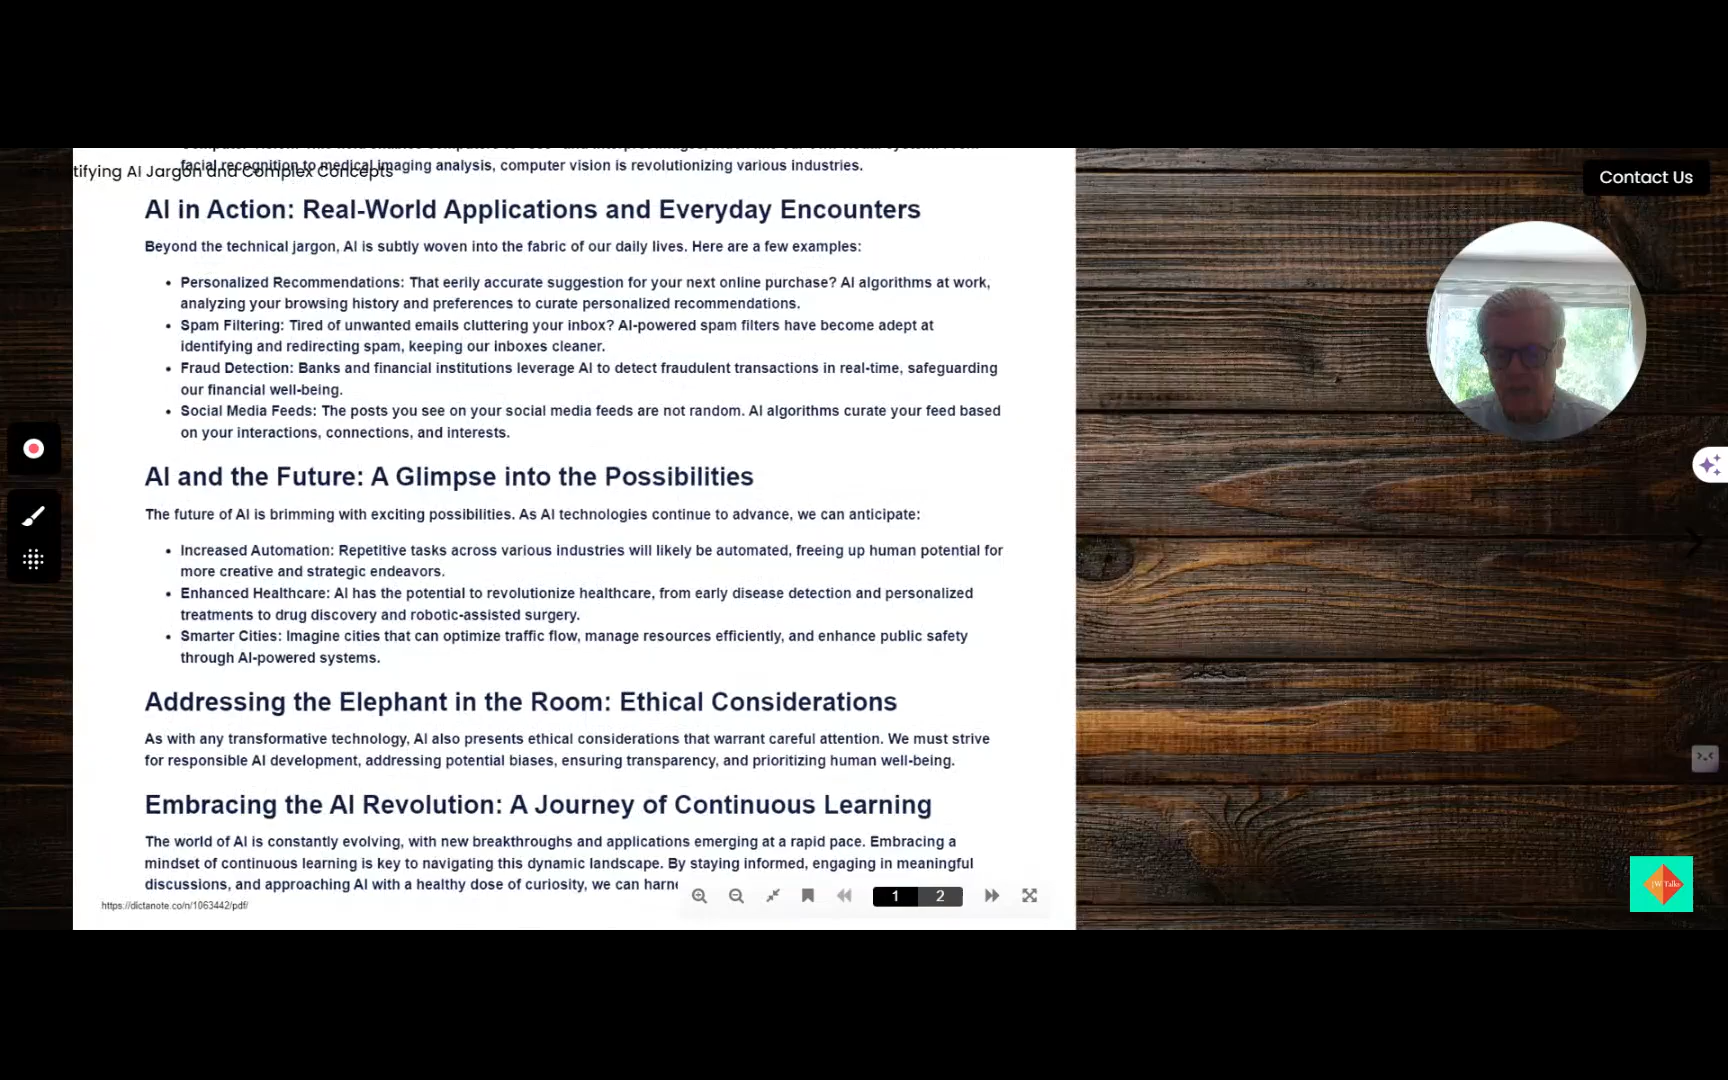 facial recognition to medical imaging analysis, computer vision is revolutionizing various industries.
tifying AI Jargon and Complex Concepts
Contact Us
AI in Action: Real-World Applications and Everyday Encounters
Beyond the technical jargon, AI is subtly woven into the fabric of our daily lives. Here are a few examples:
• Personalized Recommendations: That eerily accurate suggestion for your next online purchase? AI algorithms at work,
analyzing your browsing history and preferences to curate personalized recommendations.
• Spam Filtering: Tired of unwanted emails cluttering your inbox? AI-powered spam filters have become adept at
identifying and redirecting spam, keeping our inboxes cleaner.
• Fraud Detection: Banks and financial institutions leverage AI to detect fraudulent transactions in real-time, safeguarding
our financial well-being.
• Social Media Feeds: The posts you see on your social media feeds are not random. AI algorithms curate your feed based
on your interactions, connections, and interests.
AI and the Future: A Glimpse into the Possibilities
The future of AI is brimming with exciting possibilities. As AI technologies continue to advance, we can anticipate:
• Increased Automation: Repetitive tasks across various industries will likely be automated, freeing up human potential for
more creative and strategic endeavors.
• Enhanced Healthcare: AI has the potential to revolutionize healthcare, from early disease detection and personalized
treatments to drug discovery and robotic-assisted surgery.
• Smarter Cities: Imagine cities that can optimize traffic flow, manage resources efficiently, and enhance public safety
through AI-powered systems.
Addressing the Elephant in the Room: Ethical Considerations
As with any transformative technology, AI also presents ethical considerations that warrant careful attention. We must strive
for responsible AI development, addressing potential biases, ensuring transparency, and prioritizing human well-being.
Embracing the AI Revolution: A Journey of Continuous Learning
The world of AI is constantly evolving, with new breakthroughs and applications emerging at a rapid pace. Embracing a
mindset of continuous learning is key to navigating this dynamic landscape. By staying informed, engaging in meaningful
discussions, and approaching AI with a healthy dose of curiosity, we can harne
1 2
https://dictanote.co/n/1063442/pdf/
JW Talks